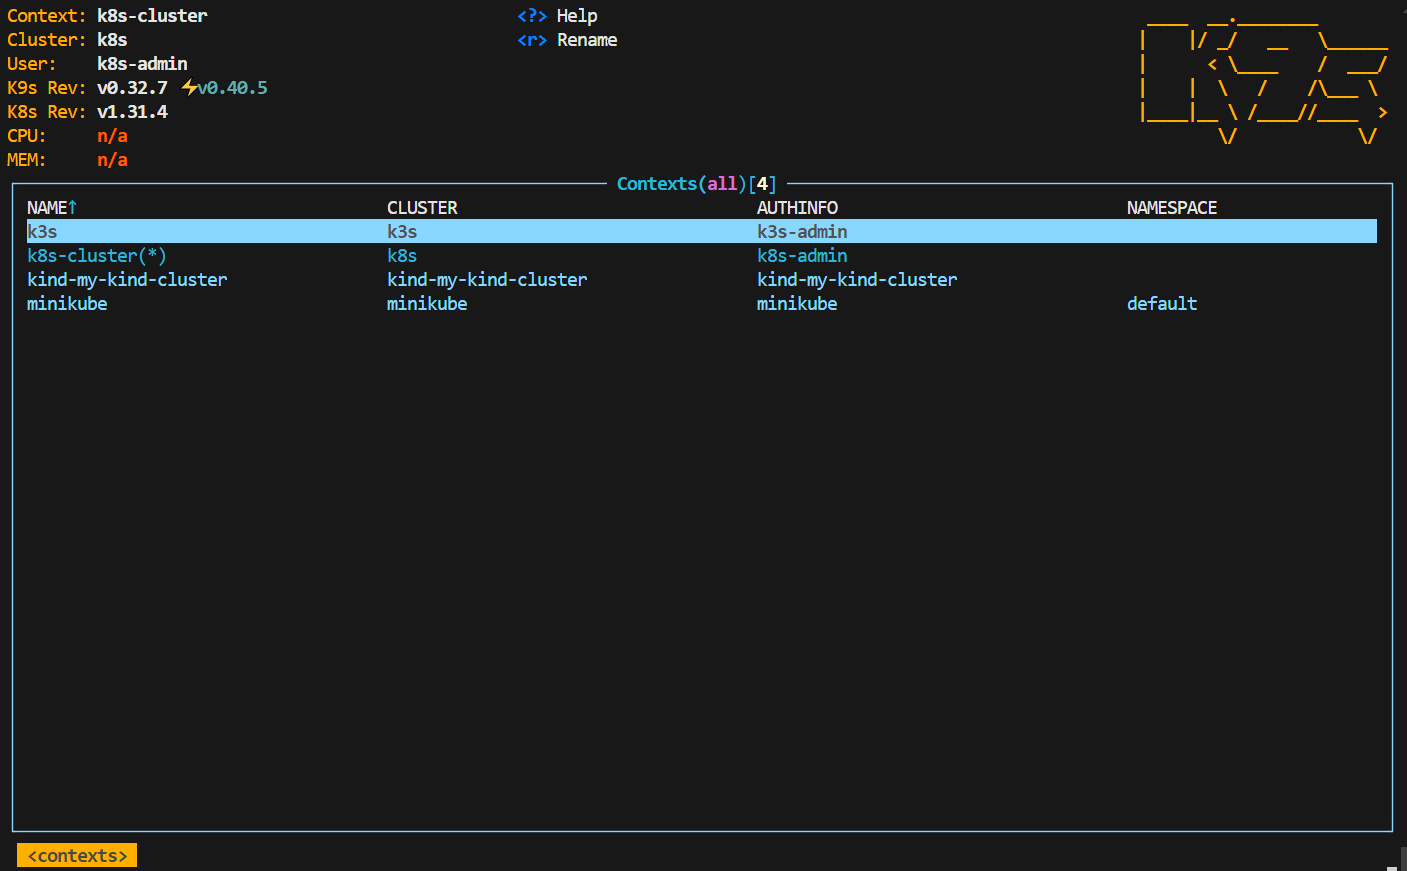 Context: k8s-cluster <?> Help
Cluster: k8s <r> Rename
User: k8s-admin
K9s Rev: v0.32.7 ⚡v0.40.5
K8s Rev: v1.31.4
CPU: n/a
MEM: n/a
Contexts(all)[4]
NAME↑ CLUSTER AUTHINFO NAMESPACE
k3s k3s k3s-admin
k8s-cluster(*) k8s k8s-admin
kind-my-kind-cluster kind-my-kind-cluster kind-my-kind-cluster
minikube minikube minikube default
<contexts>